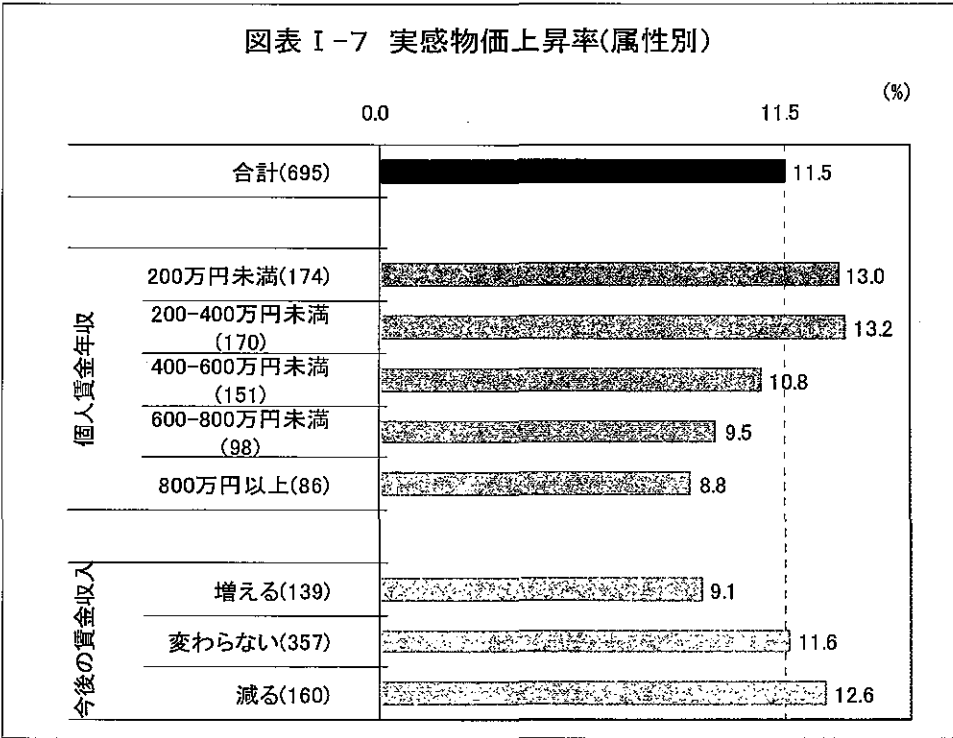 図表Ⅰ-7 実感物価上昇率(属性別)
(%)
0.0 11.5
合計(695) 11.5
個人賃金年収
200万円未満(174) 13.0
200-400万円未満
(170) 13.2
400-600万円未満
(151) 10.8
600-800万円未満
(98) 9.5
800万円以上(86) 8.8
今後の賃金収入
増える(139) 9.1
変わらない(357) 11.6
減る(160) 12.6